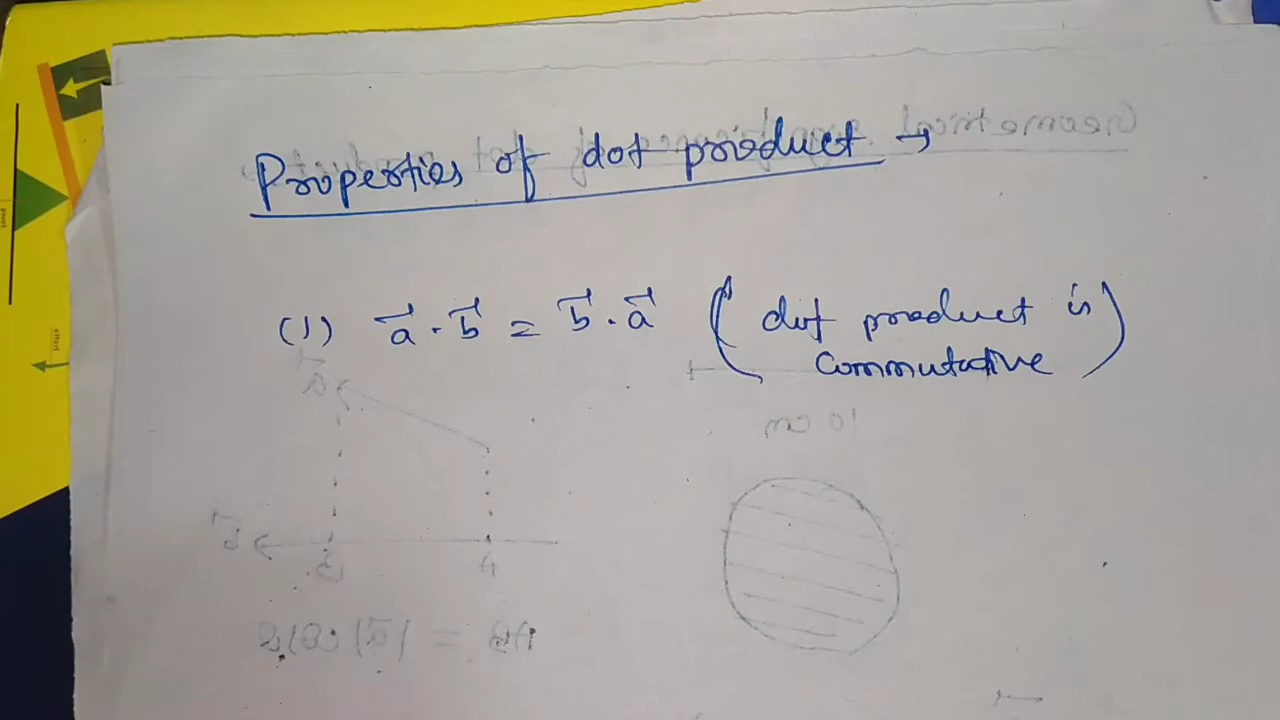 Properties of dot product →
(1) a⃗ . b⃗ = b⃗ . a⃗ ( dot product is
commutative )